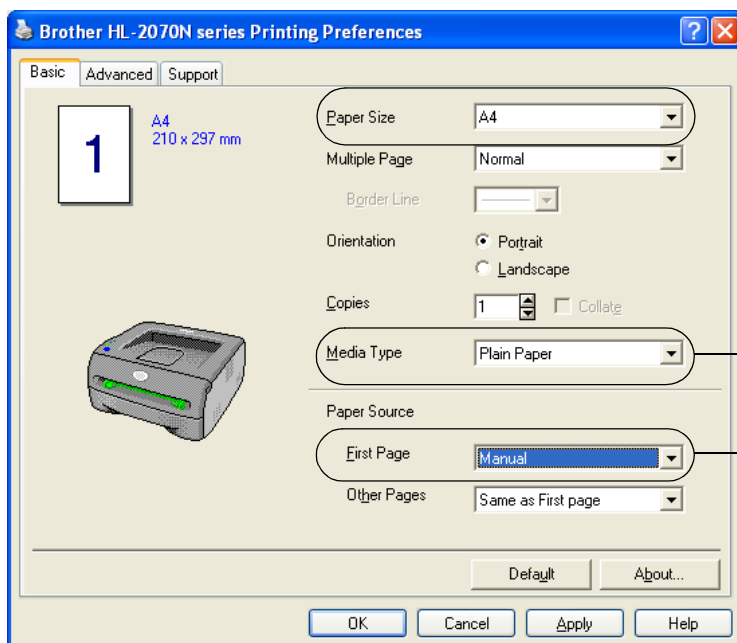 Brother HL-2070N series Printing Preferences
Basic Advanced Support
1
A4
210 x 297 mm
Paper Size A4
Multiple Page Normal
Border Line
Orientation Portrait
Landscape
Copies 1 Collate
Media Type Plain Paper
Paper Source
First Page Manual
Other Pages Same as First page
Default About...
OK Cancel Apply Help